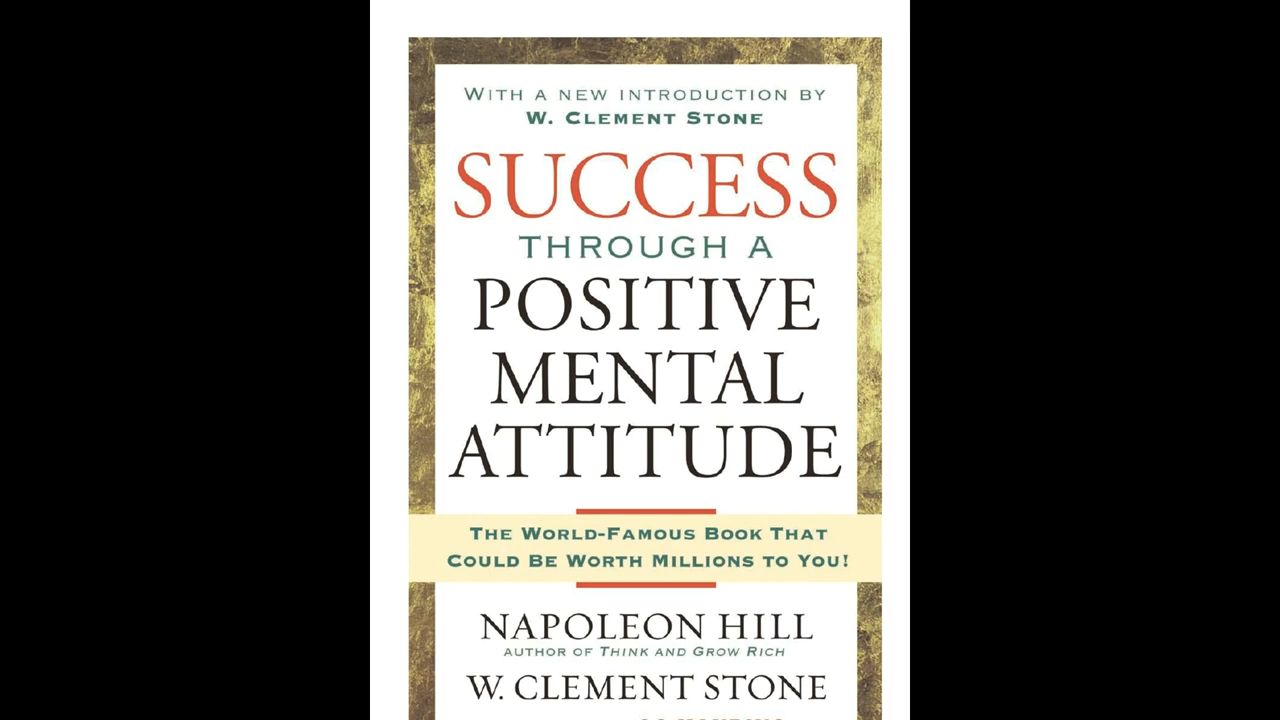 WITH A NEW INTRODUCTION BY
W. CLEMENT STONE
SUCCESS
THROUGH A
POSITIVE
MENTAL
ATTITUDE
THE WORLD-FAMOUS BOOK THAT
COULD BE WORTH MILLIONS TO YOU!
NAPOLEON HILL
AUTHOR OF THINK AND GROW RICH
W. CLEMENT STONE